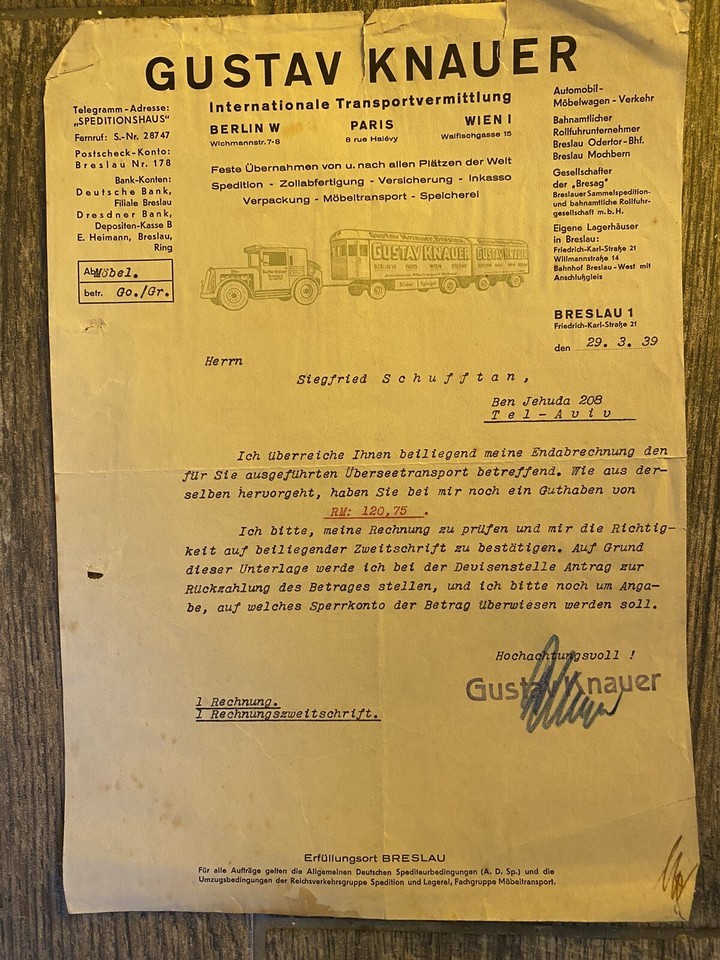 GUSTAV KNAUER
Internationale Transportvermittlung
BERLIN W PARIS WIEN I
Wichmannstr. 7-8 8 rue Halévy Walfischgasse 15
Feste Übernahmen von u. nach allen Plätzen der Welt
Spedition - Zollabfertigung - Versicherung - Inkasso
Verpackung - Möbeltransport - Speicherei
Telegramm-Adresse:
„SPEDITIONSHAUS"
Fernruf: S.-Nr. 28747
Postscheck-Konto:
Breslau Nr. 178
Bank-Konten:
Deutsche Bank,
Filiale Breslau
Dresdner Bank,
Depositen-Kasse B
E. Heimann, Breslau,
Ring
Abt. Möbel.
betr. Go./Gr.
Automobil-
Möbelwagen-Verkehr
Bahnamtlicher
Rollfuhrunternehmer
Breslau Odertor-Bhf.
Breslau Mochbern
Gesellschafter
der „Bresag"
Breslauer Sammelspedition-
und bahnamtliche Rollfuhr-
gesellschaft m. b. H.
Eigene Lagerhäuser
in Breslau:
Friedrich-Karl-Straße 21
Willmannstraße 14
Bahnhof Breslau-West mit
Anschlußgleis
Gustav Knauer Breslau
GUSTAV KNAUER GUSTAV KNAUER
BERLIN W PARIS WIEN BRESLAU
BRESLAU 1
Friedrich-Karl-Straße 21
den 29. 3. 39
Herrn
Siegfried Schufftan,
Ben Jehuda 208
Tel-Aviv
Ich überreiche Ihnen beiliegend meine Endabrechnung den
für Sie ausgeführten Überseetransport betreffend. Wie aus der-
selben hervorgeht, haben Sie bei mir noch ein Guthaben von
RM: 120,75 .
Ich bitte, meine Rechnung zu prüfen und mir die Richtig-
keit auf beiliegender Zweitschrift zu bestätigen. Auf Grund
dieser Unterlage werde ich bei der Devisenstelle Antrag zur
Rückzahlung des Betrages stellen, und ich bitte noch um Anga-
be, auf welches Sperrkonto der Betrag überwiesen werden soll.
Hochachtungsvoll !
Gustav Knauer
1 Rechnung.
1 Rechnungszweitschrift.
Erfüllungsort BRESLAU
Für alle Aufträge gelten die Allgemeinen Deutschen Spediteurbedingungen (A. D. Sp.) und die
Umzugsbedingungen der Reichsverkehrsgruppe Spedition und Lagerei, Fachgruppe Möbeltransport.